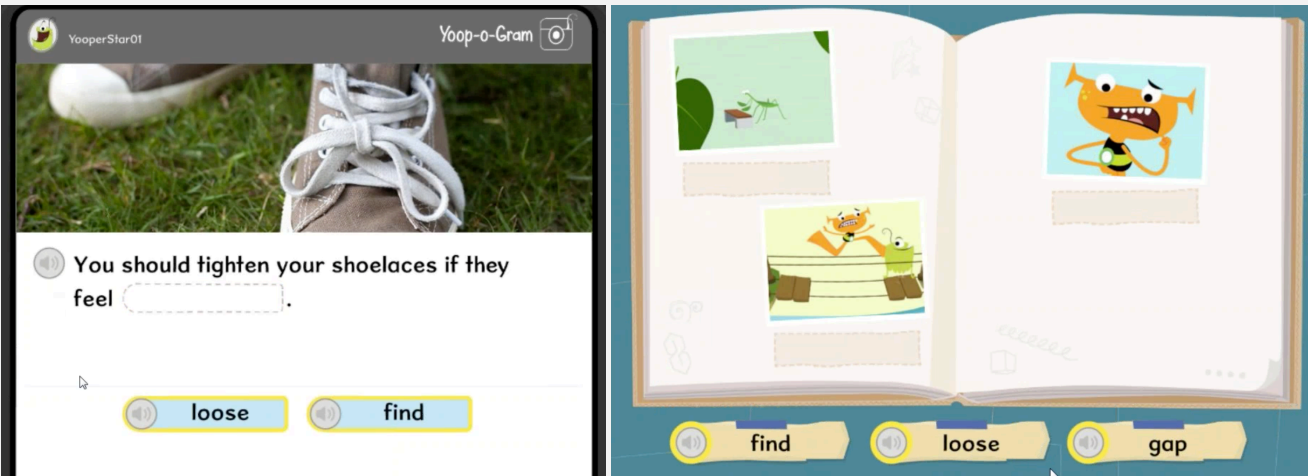 YooperStar01
Yoop-o-Gram
You should tighten your shoelaces if they
feel .
loose
find
find
loose
gap